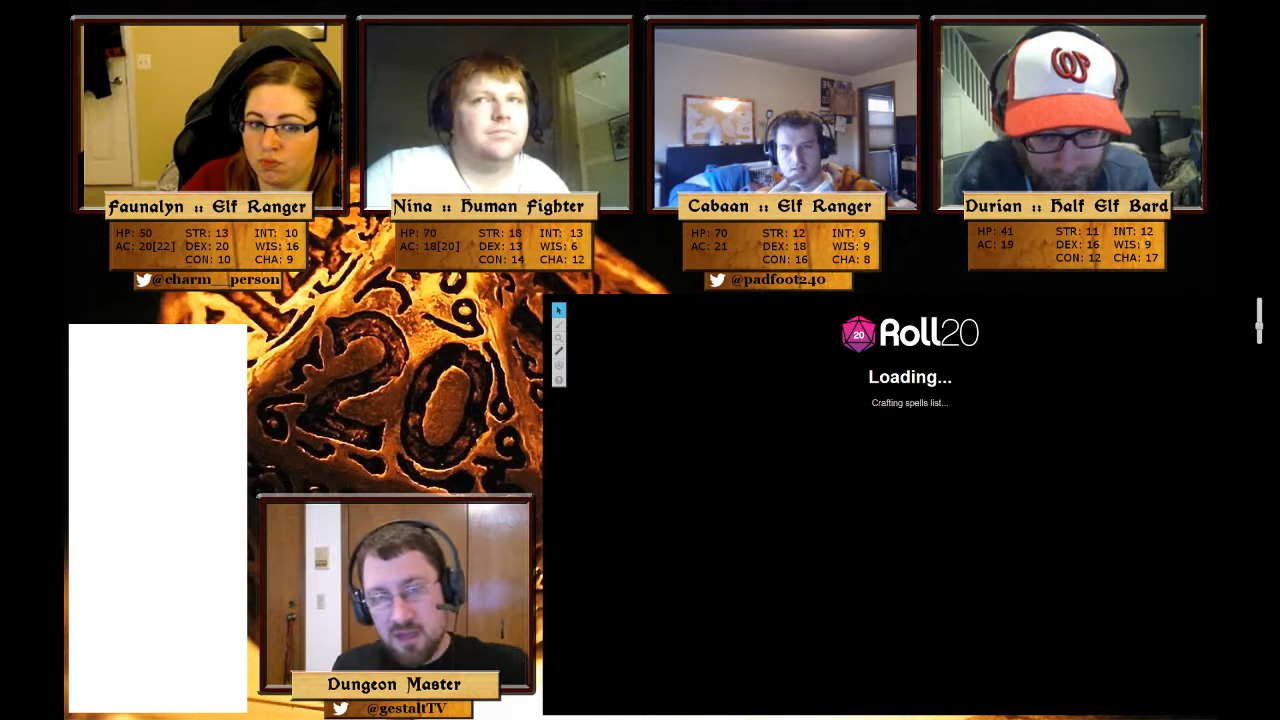 Faunalyn :: Elf Ranger
HP: 50 STR: 13 INT: 10
AC: 20[22] DEX: 20 WIS: 16
CON: 10 CHA: 9
@charm__person
Nina :: Human Fighter
HP: 70 STR: 18 INT: 13
AC: 18[20] DEX: 13 WIS: 6
CON: 14 CHA: 12
Cabaan :: Elf Ranger
HP: 70 STR: 12 INT: 9
AC: 21 DEX: 18 WIS: 9
CON: 16 CHA: 8
@padfoot240
W
Durian :: Half Elf Bard
HP: 41 STR: 11 INT: 12
AC: 19 DEX: 16 WIS: 9
CON: 12 CHA: 17
20
20 Roll20
Loading...
Crafting spells list...
Dungeon Master
@gestaltTV